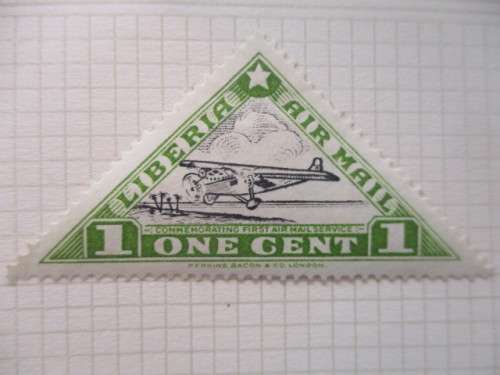 LIBERIA AIR MAIL
COMMEMORATING FIRST AIR MAIL SERVICE
1 ONE CENT 1
PERKINS, BACON & CO. LONDON.